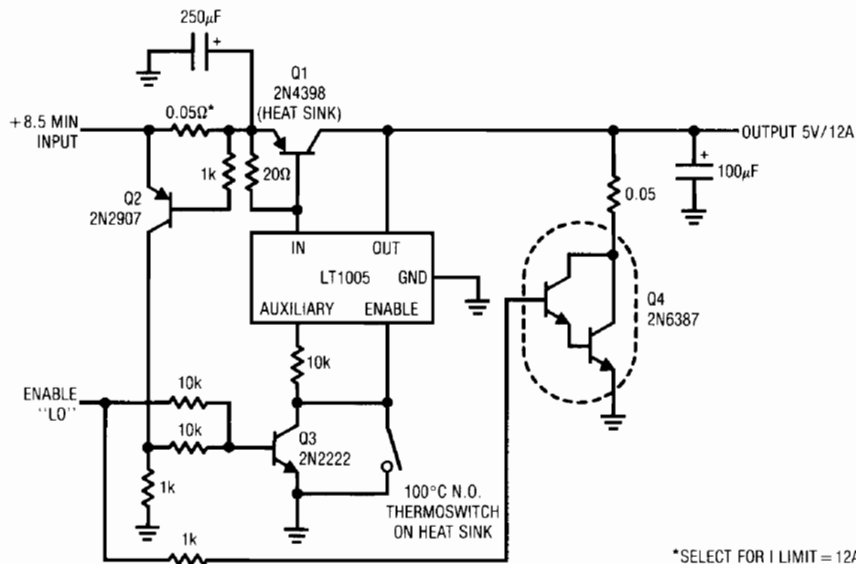 250µF
+
Q1
2N4398
(HEAT SINK)
+8.5 MIN
INPUT
0.05Ω*
OUTPUT 5V/12A
+
100µF
1k
20Ω
0.05
Q2
2N2907
IN
OUT
LT1005
GND
AUXILIARY
ENABLE
Q4
2N6387
10k
ENABLE
"LO"
10k
10k
Q3
2N2222
1k
100°C N.O.
THERMOSWITCH
ON HEAT SINK
1k
*SELECT FOR I LIMIT = 12A